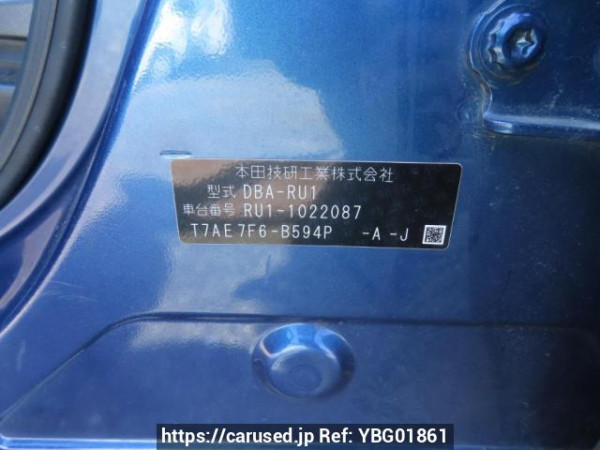 本田技研工業株式会社
型式 DBA-RU1
車台番号 RU1-1022087
T7AE7F6-B594P -A -J
https://carused.jp Ref: YBG01861